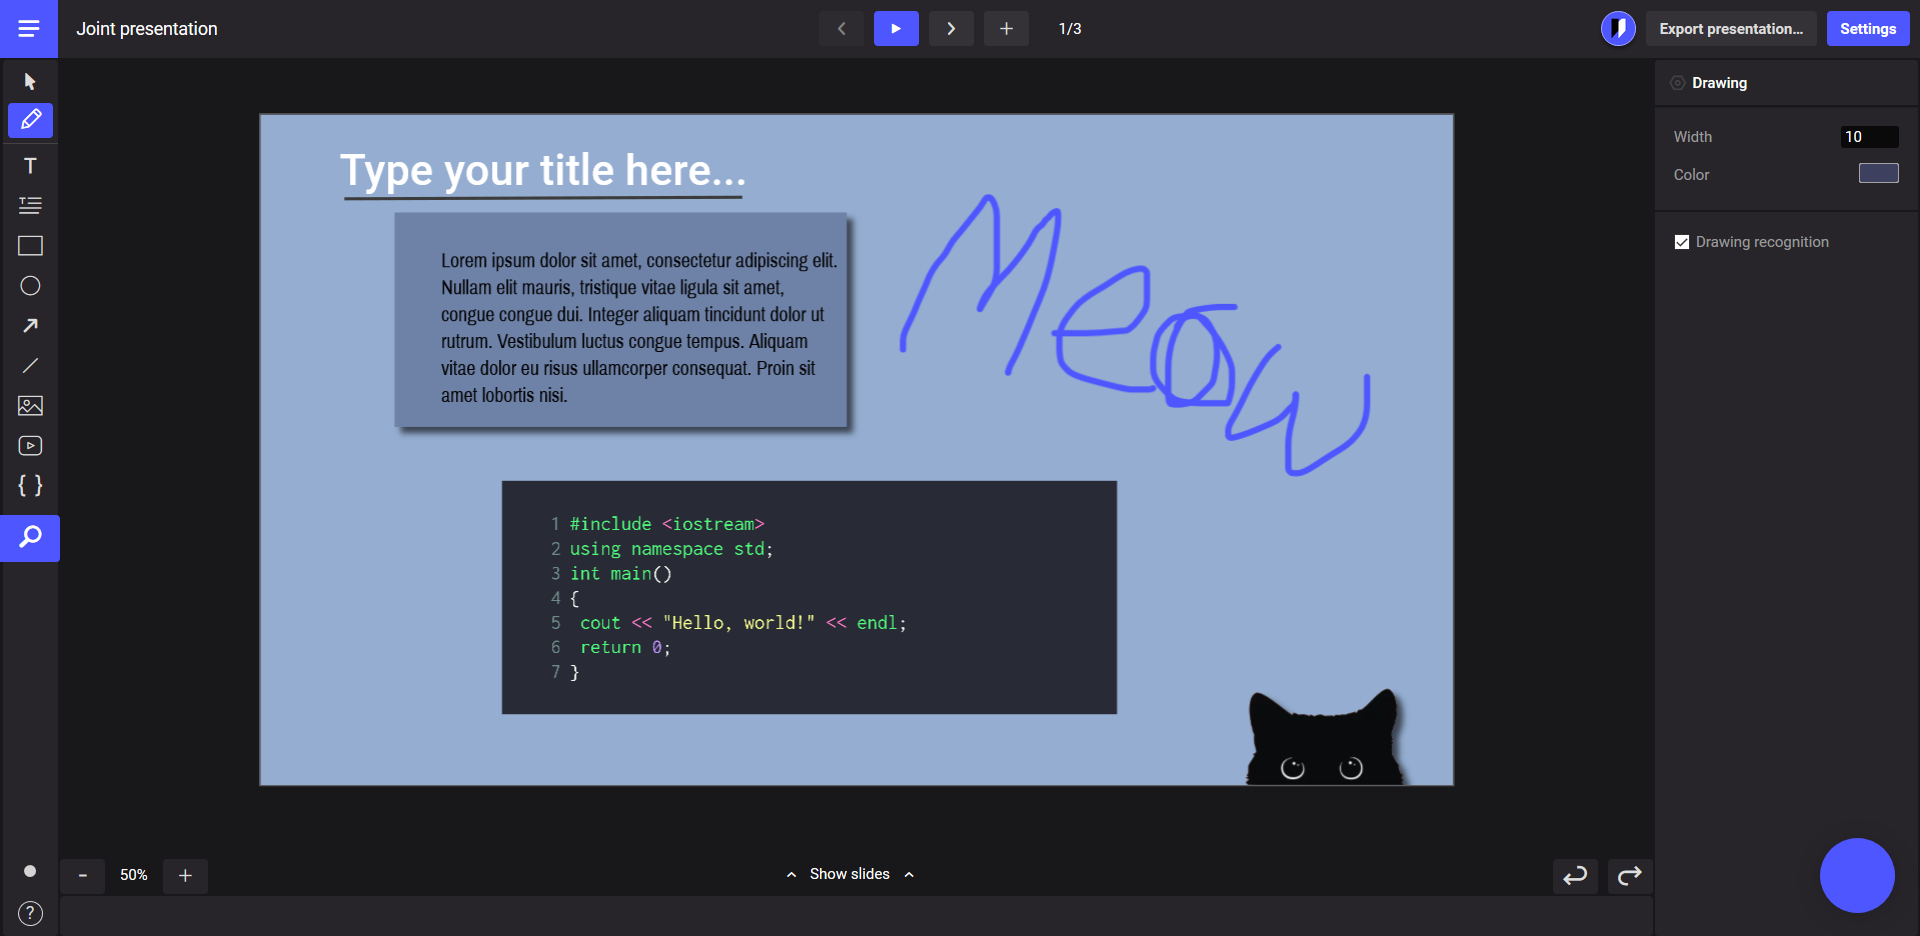 Joint presentation
1/3
Export presentation...
Settings
Drawing
Width 10
Color
Drawing recognition
T
{ }
Type your title here...
Lorem ipsum dolor sit amet, consectetur adipiscing elit.
Nullam elit mauris, tristique vitae ligula sit amet,
congue congue dui. Integer aliquam tincidunt dolor ut
rutrum. Vestibulum luctus congue tempus. Aliquam
vitae dolor eu risus ullamcorper consequat. Proin sit
amet lobortis nisi.
Meow
1 #include <iostream>
2 using namespace std;
3 int main()
4 {
5 cout << "Hello, world!" << endl;
6 return 0;
7 }
- 50% +
Show slides
?